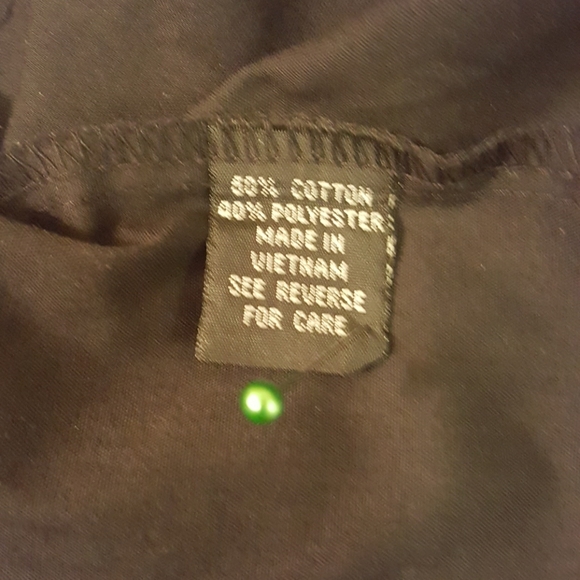 60% COTTON
40% POLYESTER
MADE IN
VIETNAM
SEE REVERSE
FOR CARE